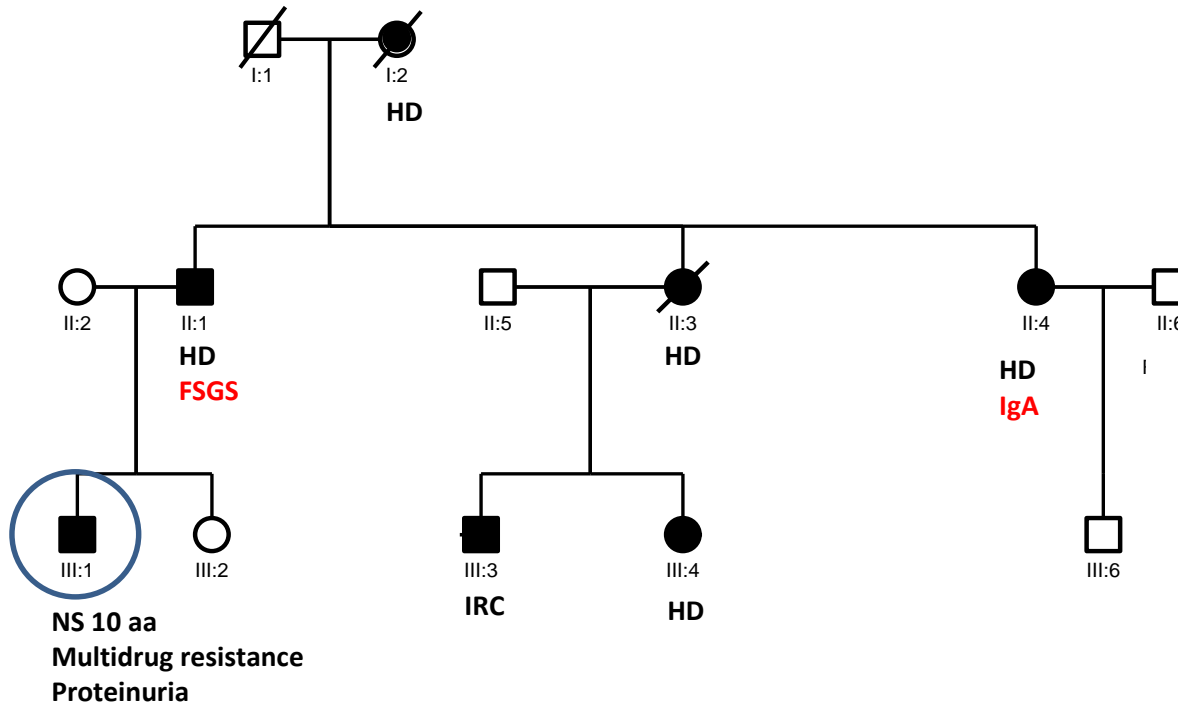 I:1
I:2
HD
II:2
II:1
HD
FSGS
II:5
II:3
HD
II:4
HD
IgA
III:1
NS 10 aa
Multidrug resistance
Proteinuria
III:2
III:3
IRC
III:4
HD
III:6